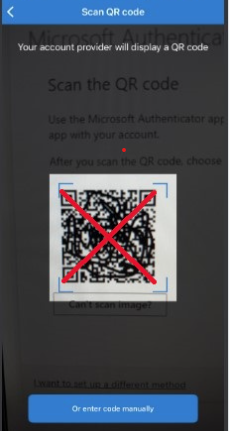 Scan QR code
Microsoft Authenticat
Your account provider will display a QR code
Scan the QR code
Use the Microsoft Authenticator app
app with your account.
After you scan the QR code, choose
Can't scan image?
I want to set up a different method
Or enter code manually